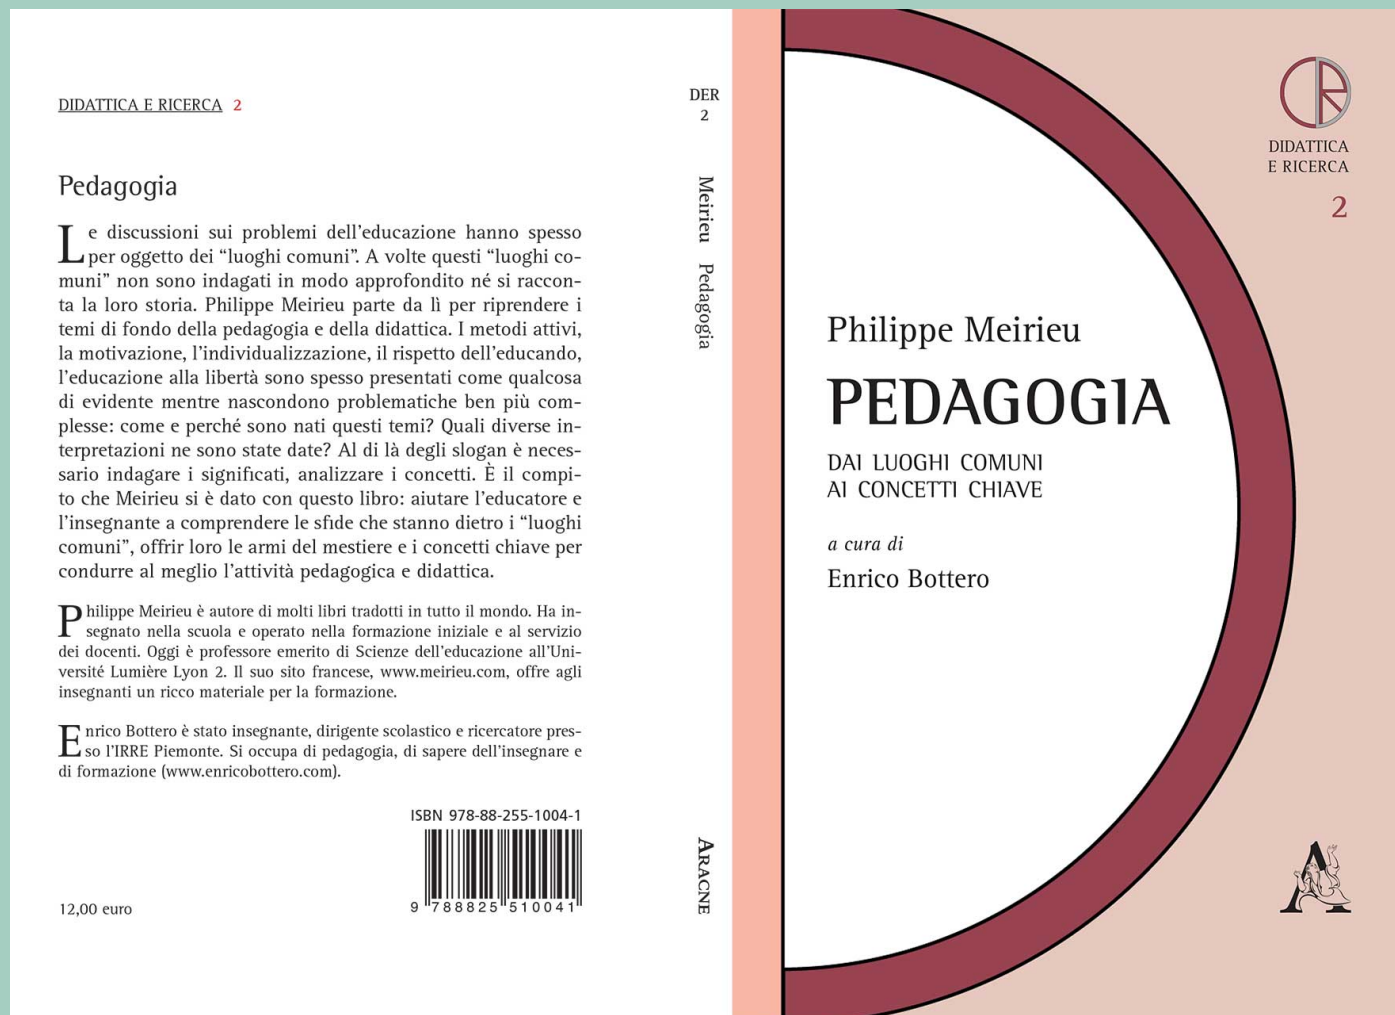 DIDATTICA E RICERCA 2
Pedagogia
Le discussioni sui problemi dell'educazione hanno spesso
per oggetto dei “luoghi comuni”. A volte questi “luoghi co-
muni” non sono indagati in modo approfondito né si raccon-
ta la loro storia. Philippe Meirieu parte da lì per riprendere i
temi di fondo della pedagogia e della didattica. I metodi attivi,
la motivazione, l'individualizzazione, il rispetto dell'educando,
l'educazione alla libertà sono spesso presentati come qualcosa
di evidente mentre nascondono problematiche ben più com-
plesse: come e perché sono nati questi temi? Quali diverse in-
terpretazioni ne sono state date? Al di là degli slogan è neces-
sario indagare i significati, analizzare i concetti. È il compi-
to che Meirieu si è dato con questo libro: aiutare l'educatore e
l'insegnante a comprendere le sfide che stanno dietro i “luoghi
comuni”, offrir loro le armi del mestiere e i concetti chiave per
condurre al meglio l'attività pedagogica e didattica.
Philippe Meirieu è autore di molti libri tradotti in tutto il mondo. Ha in-
segnato nella scuola e operato nella formazione iniziale e al servizio
dei docenti. Oggi è professore emerito di Scienze dell'educazione all'Uni-
versité Lumière Lyon 2. Il suo sito francese, www.meirieu.com, offre agli
insegnanti un ricco materiale per la formazione.
Enrico Bottero è stato insegnante, dirigente scolastico e ricercatore pres-
so l'IRRE Piemonte. Si occupa di pedagogia, di sapere dell'insegnare e
di formazione (www.enricobottero.com).
ISBN 978-88-255-1004-1
9 788825 510041
12,00 euro
DER
2
Meirieu Pedagogia
ARACNE
DIDATTICA
E RICERCA
2
Philippe Meirieu
PEDAGOGIA
DAI LUOGHI COMUNI
AI CONCETTI CHIAVE
a cura di
Enrico Bottero
A